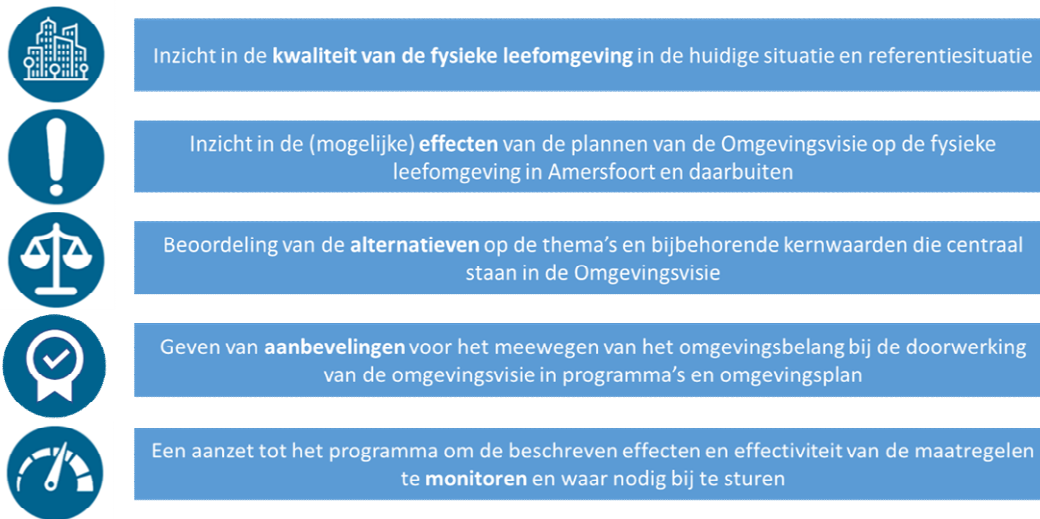 Inzicht in de kwaliteit van de fysieke leefomgeving in de huidige situatie en referentiesituatie
Inzicht in de (mogelijke) effecten van de plannen van de Omgevingsvisie op de fysieke
leefomgeving in Amersfoort en daarbuiten
Beoordeling van de alternatieven op de thema’s en bijbehorende kernwaarden die centraal
staan in de Omgevingsvisie
Geven van aanbevelingen voor het meewegen van het omgevingsbelang bij de doorwerking
van de omgevingsvisie in programma’s en omgevingsplan
Een aanzet tot het programma om de beschreven effecten en effectiviteit van de maatregelen
te monitoren en waar nodig bij te sturen